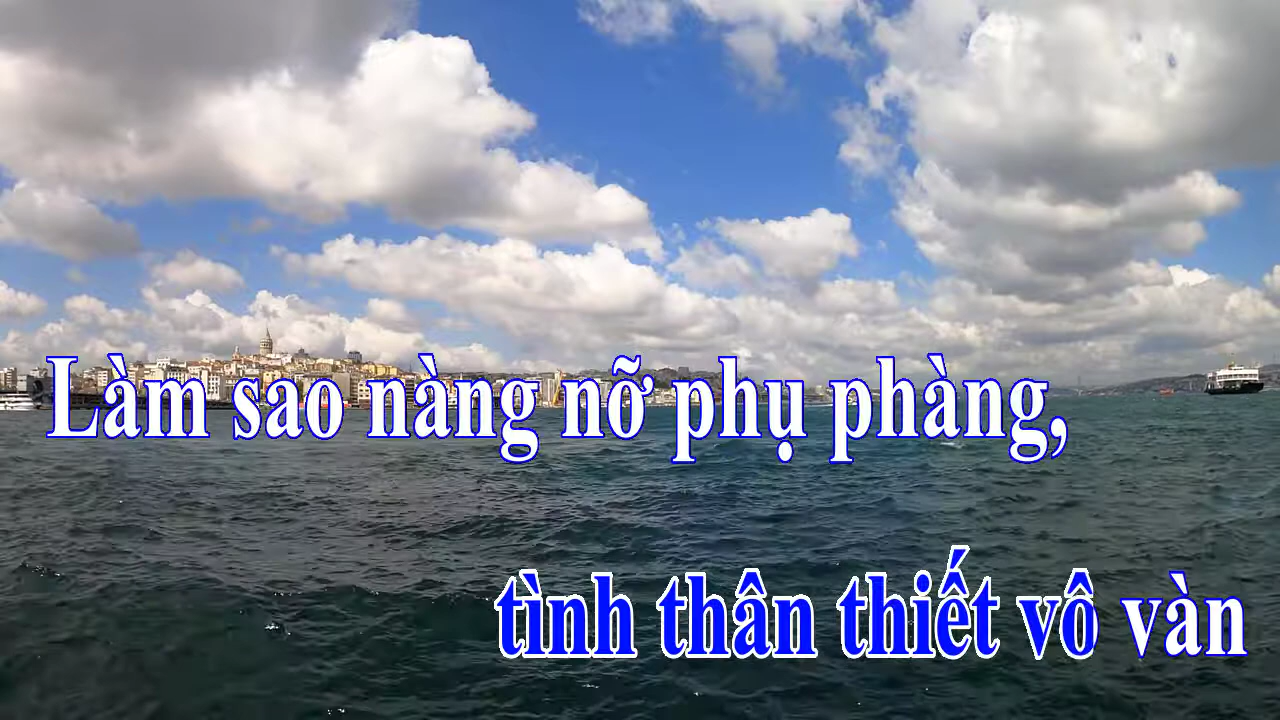 Làm sao nàng nỡ phụ phàng,
tình thân thiết vô vàn